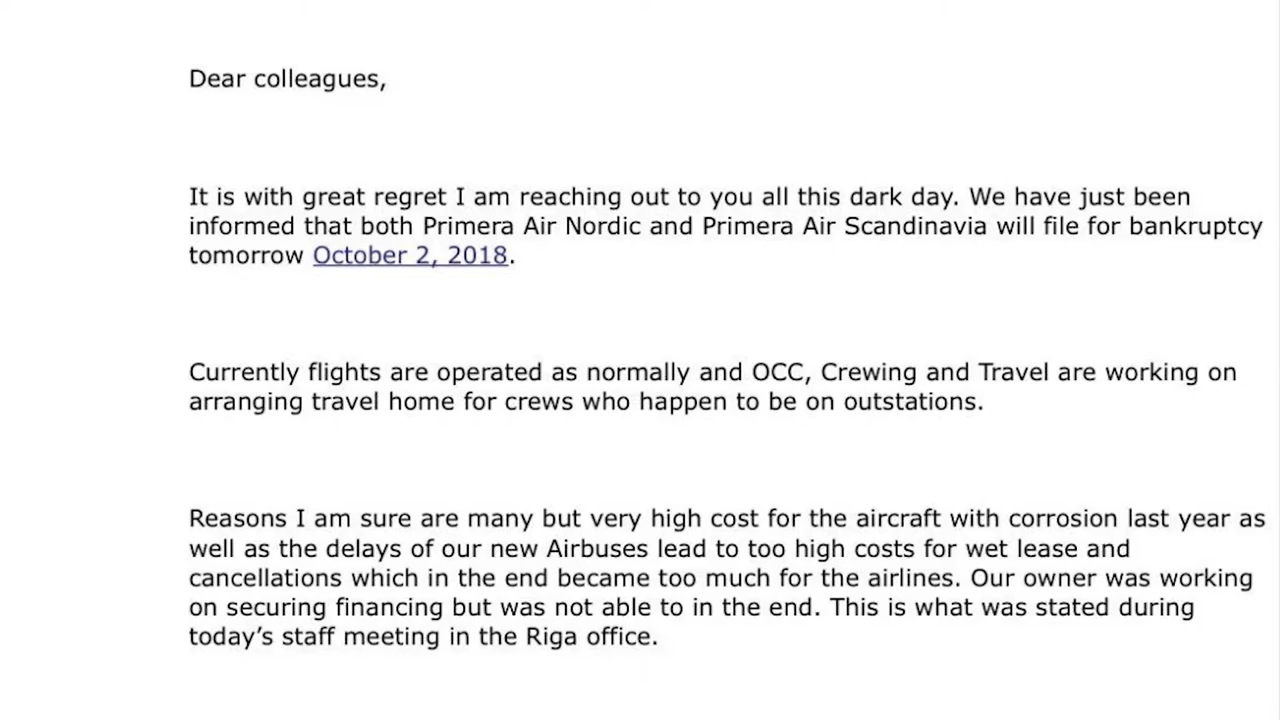 Dear colleagues,
It is with great regret I am reaching out to you all this dark day. We have just been
informed that both Primera Air Nordic and Primera Air Scandinavia will file for bankruptcy
tomorrow October 2, 2018.
Currently flights are operated as normally and OCC, Crewing and Travel are working on
arranging travel home for crews who happen to be on outstations.
Reasons I am sure are many but very high cost for the aircraft with corrosion last year as
well as the delays of our new Airbuses lead to too high costs for wet lease and
cancellations which in the end became too much for the airlines. Our owner was working
on securing financing but was not able to in the end. This is what was stated during
today’s staff meeting in the Riga office.